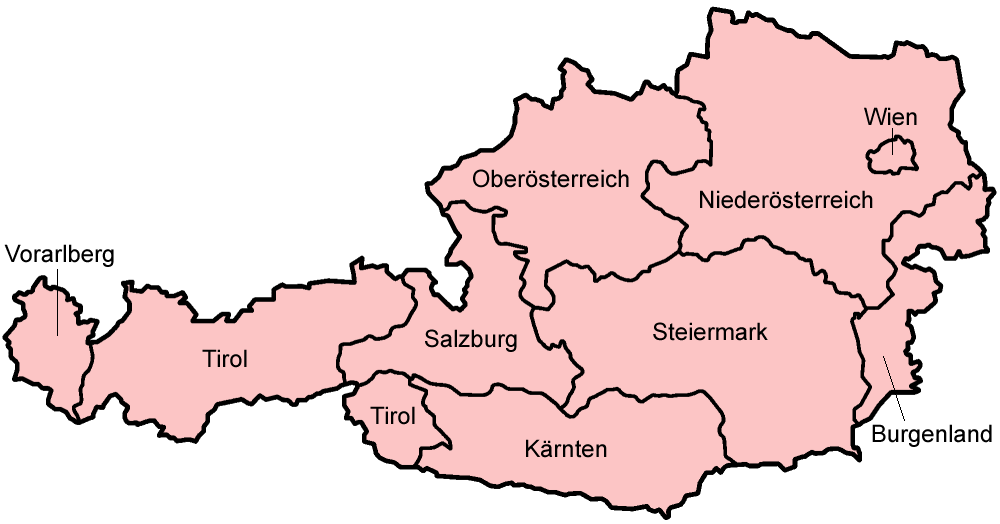 Wien
Oberösterreich
Niederösterreich
Vorarlberg
Steiermark
Salzburg
Tirol
Tirol
Burgenland
Kärnten